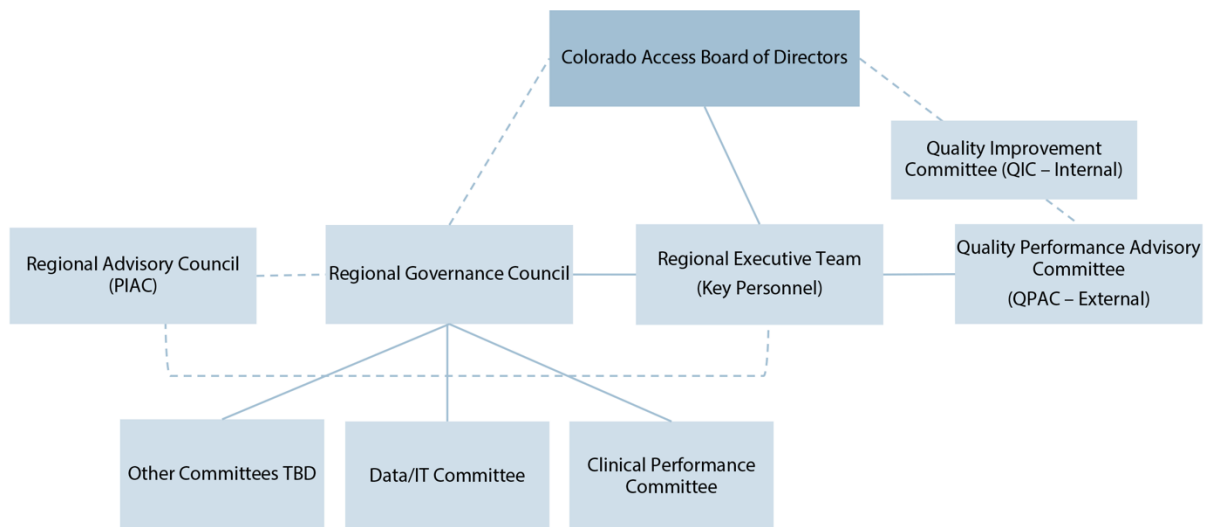 Colorado Access Board of Directors
Quality Improvement
Committee (QIC – Internal)
Regional Advisory Council
(PIAC)
Regional Governance Council
Regional Executive Team
(Key Personnel)
Quality Performance Advisory
Committee
(QPAC – External)
Other Committees TBD
Data/IT Committee
Clinical Performance
Committee